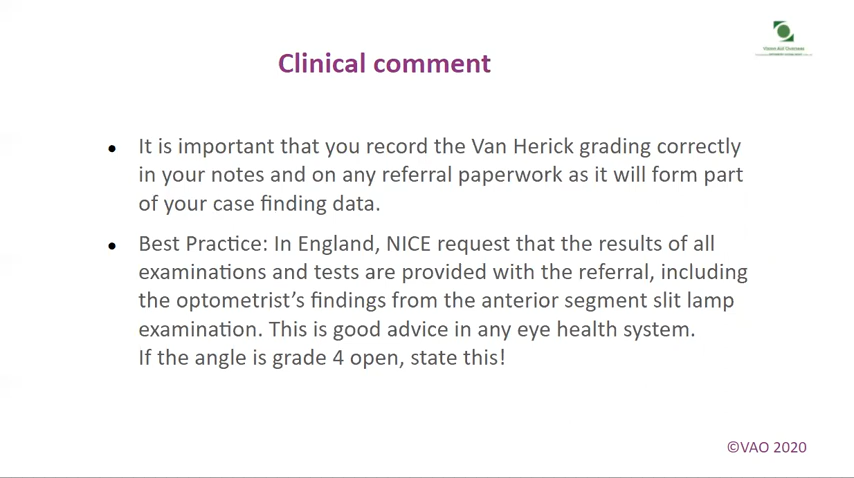 Vision Aid Overseas
Clinical comment
• It is important that you record the Van Herick grading correctly
in your notes and on any referral paperwork as it will form part
of your case finding data.
• Best Practice: In England, NICE request that the results of all
examinations and tests are provided with the referral, including
the optometrist’s findings from the anterior segment slit lamp
examination. This is good advice in any eye health system.
If the angle is grade 4 open, state this!
©VAO 2020